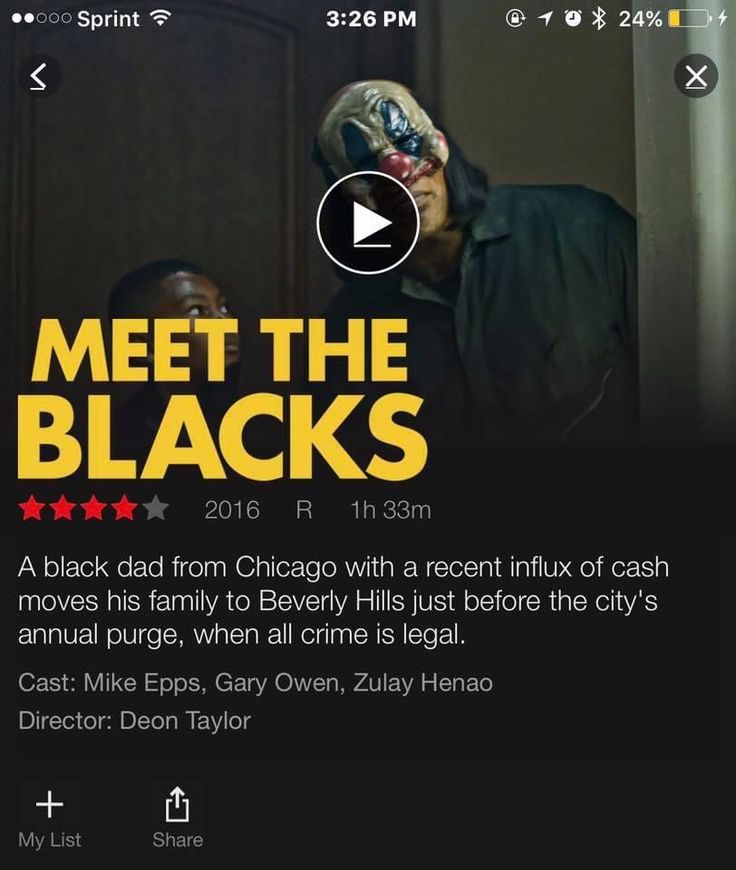 Sprint 3:26 PM 24%
MEET THE
BLACKS
2016 R 1h 33m
A black dad from Chicago with a recent influx of cash
moves his family to Beverly Hills just before the city's
annual purge, when all crime is legal.
Cast: Mike Epps, Gary Owen, Zulay Henao
Director: Deon Taylor
My List Share